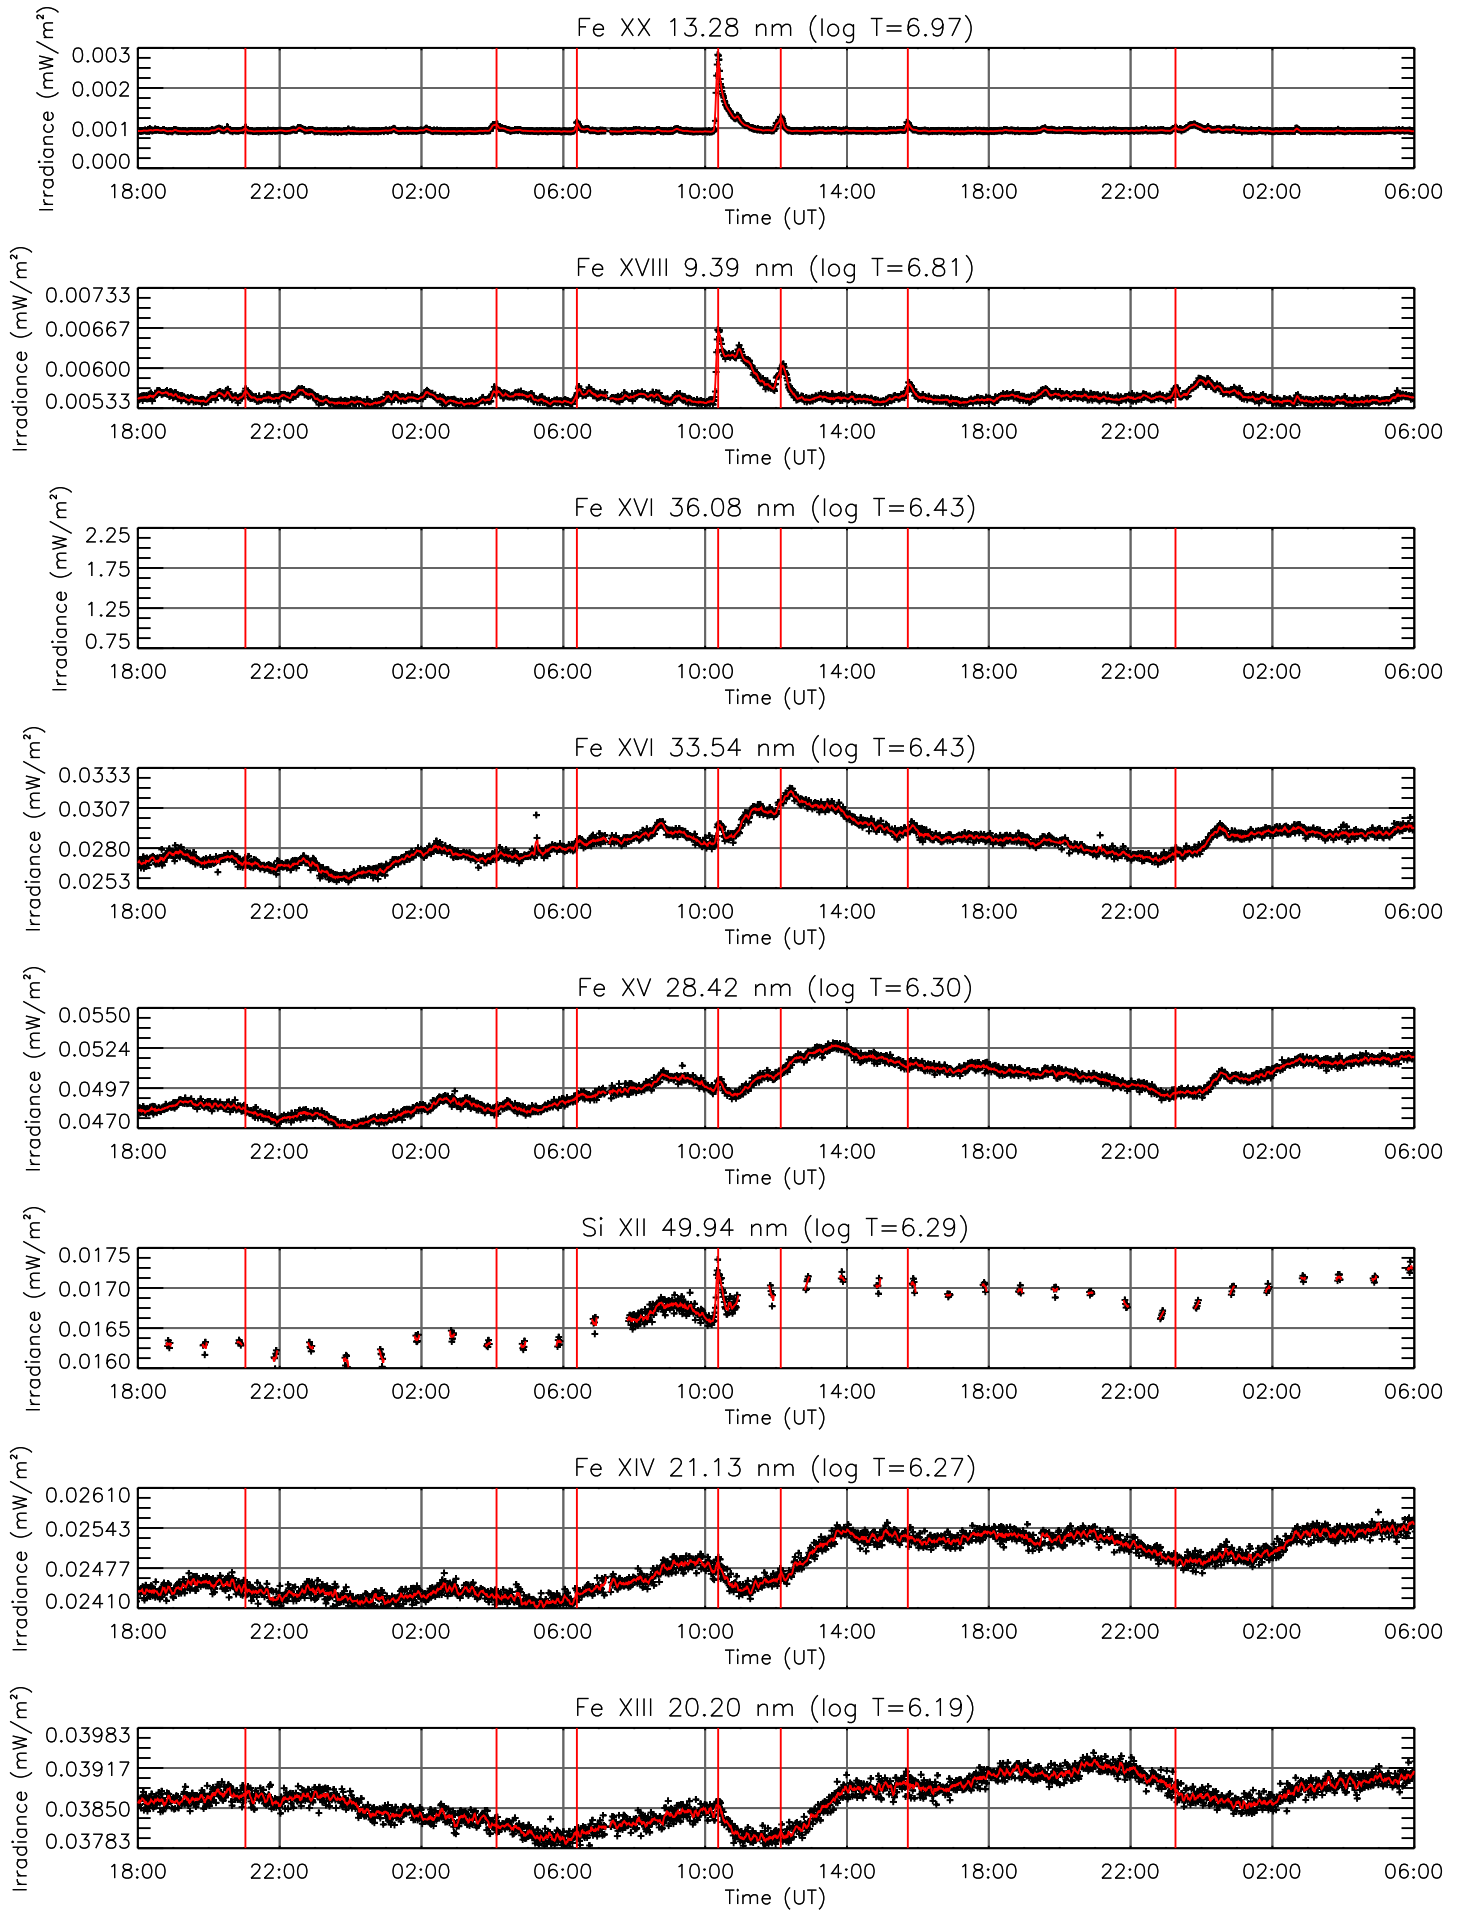 Fe XX 13.28 nm (log T=6.97)
Irradiance (mW/m²)
0.003
0.002
0.001
0.000
18:00 22:00 02:00 06:00 10:00 14:00 18:00 22:00 02:00 06:00
Time (UT)
Fe XVIII 9.39 nm (log T=6.81)
Irradiance (mW/m²)
0.00733
0.00667
0.00600
0.00533
18:00 22:00 02:00 06:00 10:00 14:00 18:00 22:00 02:00 06:00
Time (UT)
Fe XVI 36.08 nm (log T=6.43)
Irradiance (mW/m²)
2.25
1.75
1.25
0.75
18:00 22:00 02:00 06:00 10:00 14:00 18:00 22:00 02:00 06:00
Time (UT)
Fe XVI 33.54 nm (log T=6.43)
Irradiance (mW/m²)
0.0333
0.0307
0.0280
0.0253
18:00 22:00 02:00 06:00 10:00 14:00 18:00 22:00 02:00 06:00
Time (UT)
Fe XV 28.42 nm (log T=6.30)
Irradiance (mW/m²)
0.0550
0.0524
0.0497
0.0470
18:00 22:00 02:00 06:00 10:00 14:00 18:00 22:00 02:00 06:00
Time (UT)
Si XII 49.94 nm (log T=6.29)
Irradiance (mW/m²)
0.0175
0.0170
0.0165
0.0160
18:00 22:00 02:00 06:00 10:00 14:00 18:00 22:00 02:00 06:00
Time (UT)
Fe XIV 21.13 nm (log T=6.27)
Irradiance (mW/m²)
0.02610
0.02543
0.02477
0.02410
18:00 22:00 02:00 06:00 10:00 14:00 18:00 22:00 02:00 06:00
Time (UT)
Fe XIII 20.20 nm (log T=6.19)
Irradiance (mW/m²)
0.03983
0.03917
0.03850
0.03783
18:00 22:00 02:00 06:00 10:00 14:00 18:00 22:00 02:00 06:00
Time (UT)